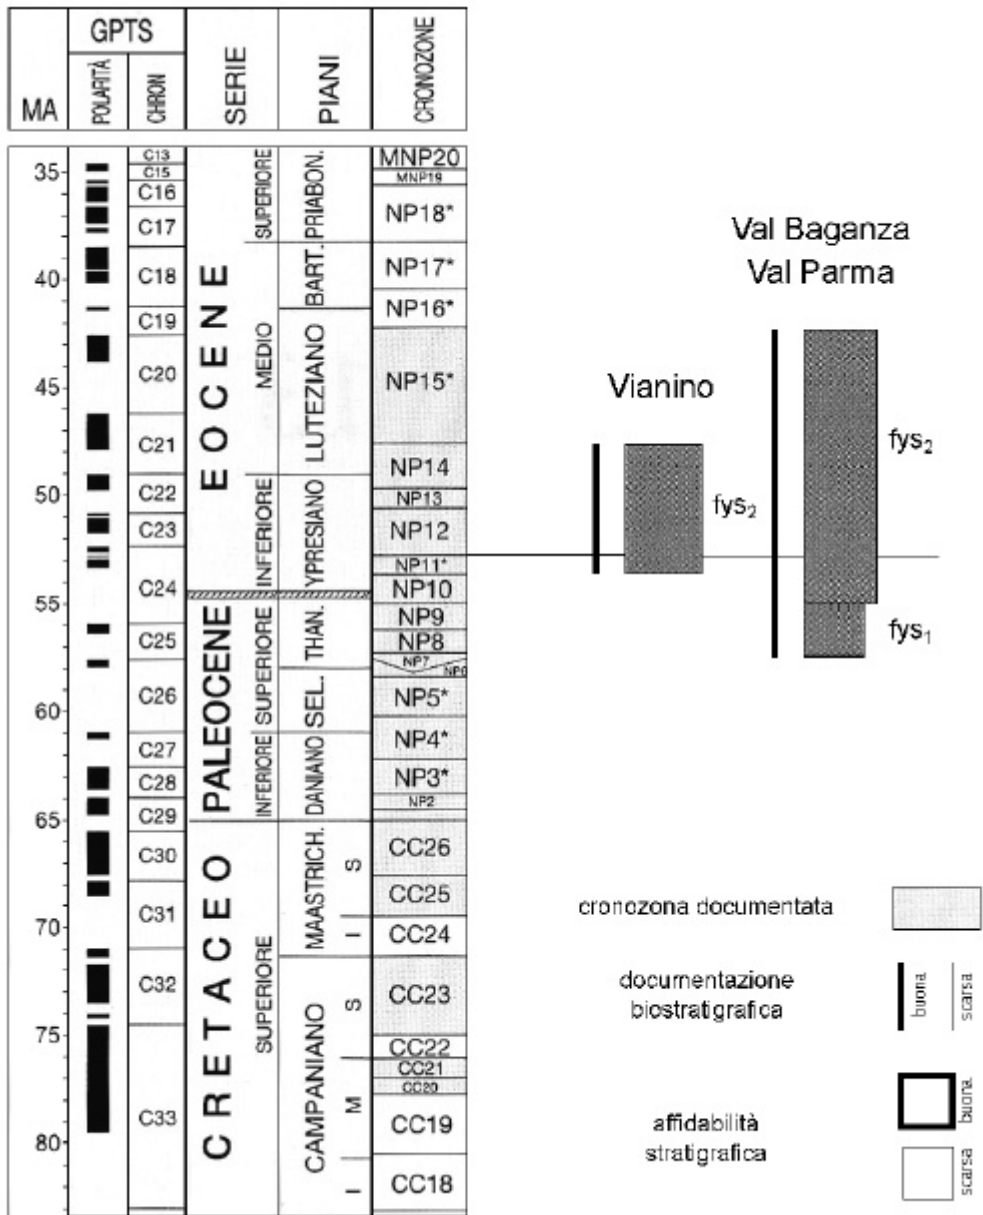 GPTS
MA
POLARITÀ
CHRON
SERIE
PIANI
CRONOZONE
35
40
45
50
55
60
65
70
75
80
C13
C15
C16
C17
C18
C19
C20
C21
C22
C23
C24
C25
C26
C27
C28
C29
C30
C31
C32
C33
EOCENE
PALEOCENE
CRETACEO
SUPERIORE
MEDIO
INFERIORE
SUPERIORE
INFERIORE
SUPERIORE
PRIABON.
BART.
LUTEZIANO
YPRESIANO
THAN.
SEL.
DANIANO
MAASTRICH.
S
I
CAMPANIANO
S
M
I
MNP20
MNP19
NP18*
NP17*
NP16*
NP15*
NP14
NP13
NP12
NP11*
NP10
NP9
NP8
NP7
NP6
NP5*
NP4*
NP3*
NP2
CC26
CC25
CC24
CC23
CC22
CC21
CC20
CC19
CC18
Vianino
fys2
Val Baganza
Val Parma
fys2
fys1
cronozona documentata
documentazione
biostratigrafica
buona
scarsa
affidabilità
stratigrafica
buona
scarsa